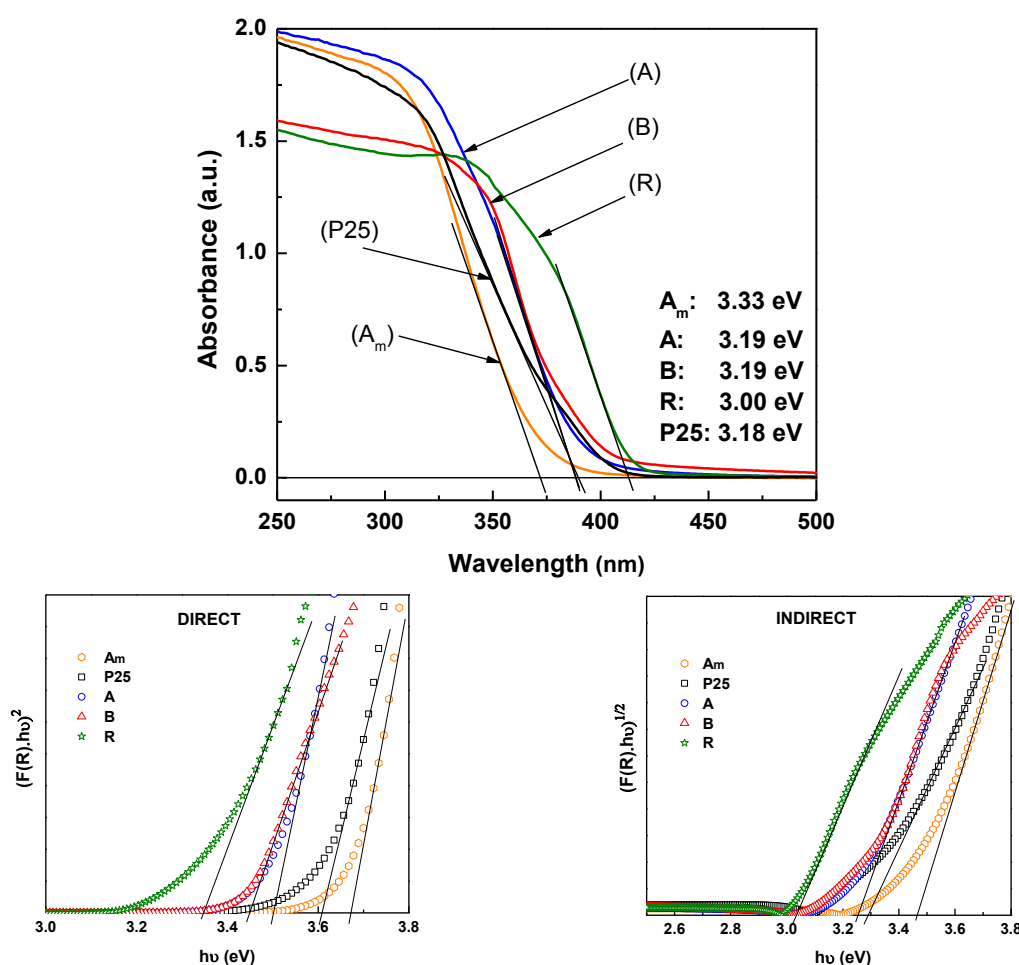 2.0
1.5
1.0
0.5
0.0
Absorbance (a.u.)
(A)
(B)
(R)
(P25)
(Am)
Am: 3.33 eV
A: 3.19 eV
B: 3.19 eV
R: 3.00 eV
P25: 3.18 eV
250 300 350 400 450 500
Wavelength (nm)
DIRECT
Am
P25
A
B
R
(F(R).hυ)²
3.0 3.2 3.4 3.6 3.8
hυ (eV)
INDIRECT
Am
P25
A
B
R
(F(R).hυ)^1/2
2.6 2.8 3.0 3.2 3.4 3.6 3.8
hυ (eV)